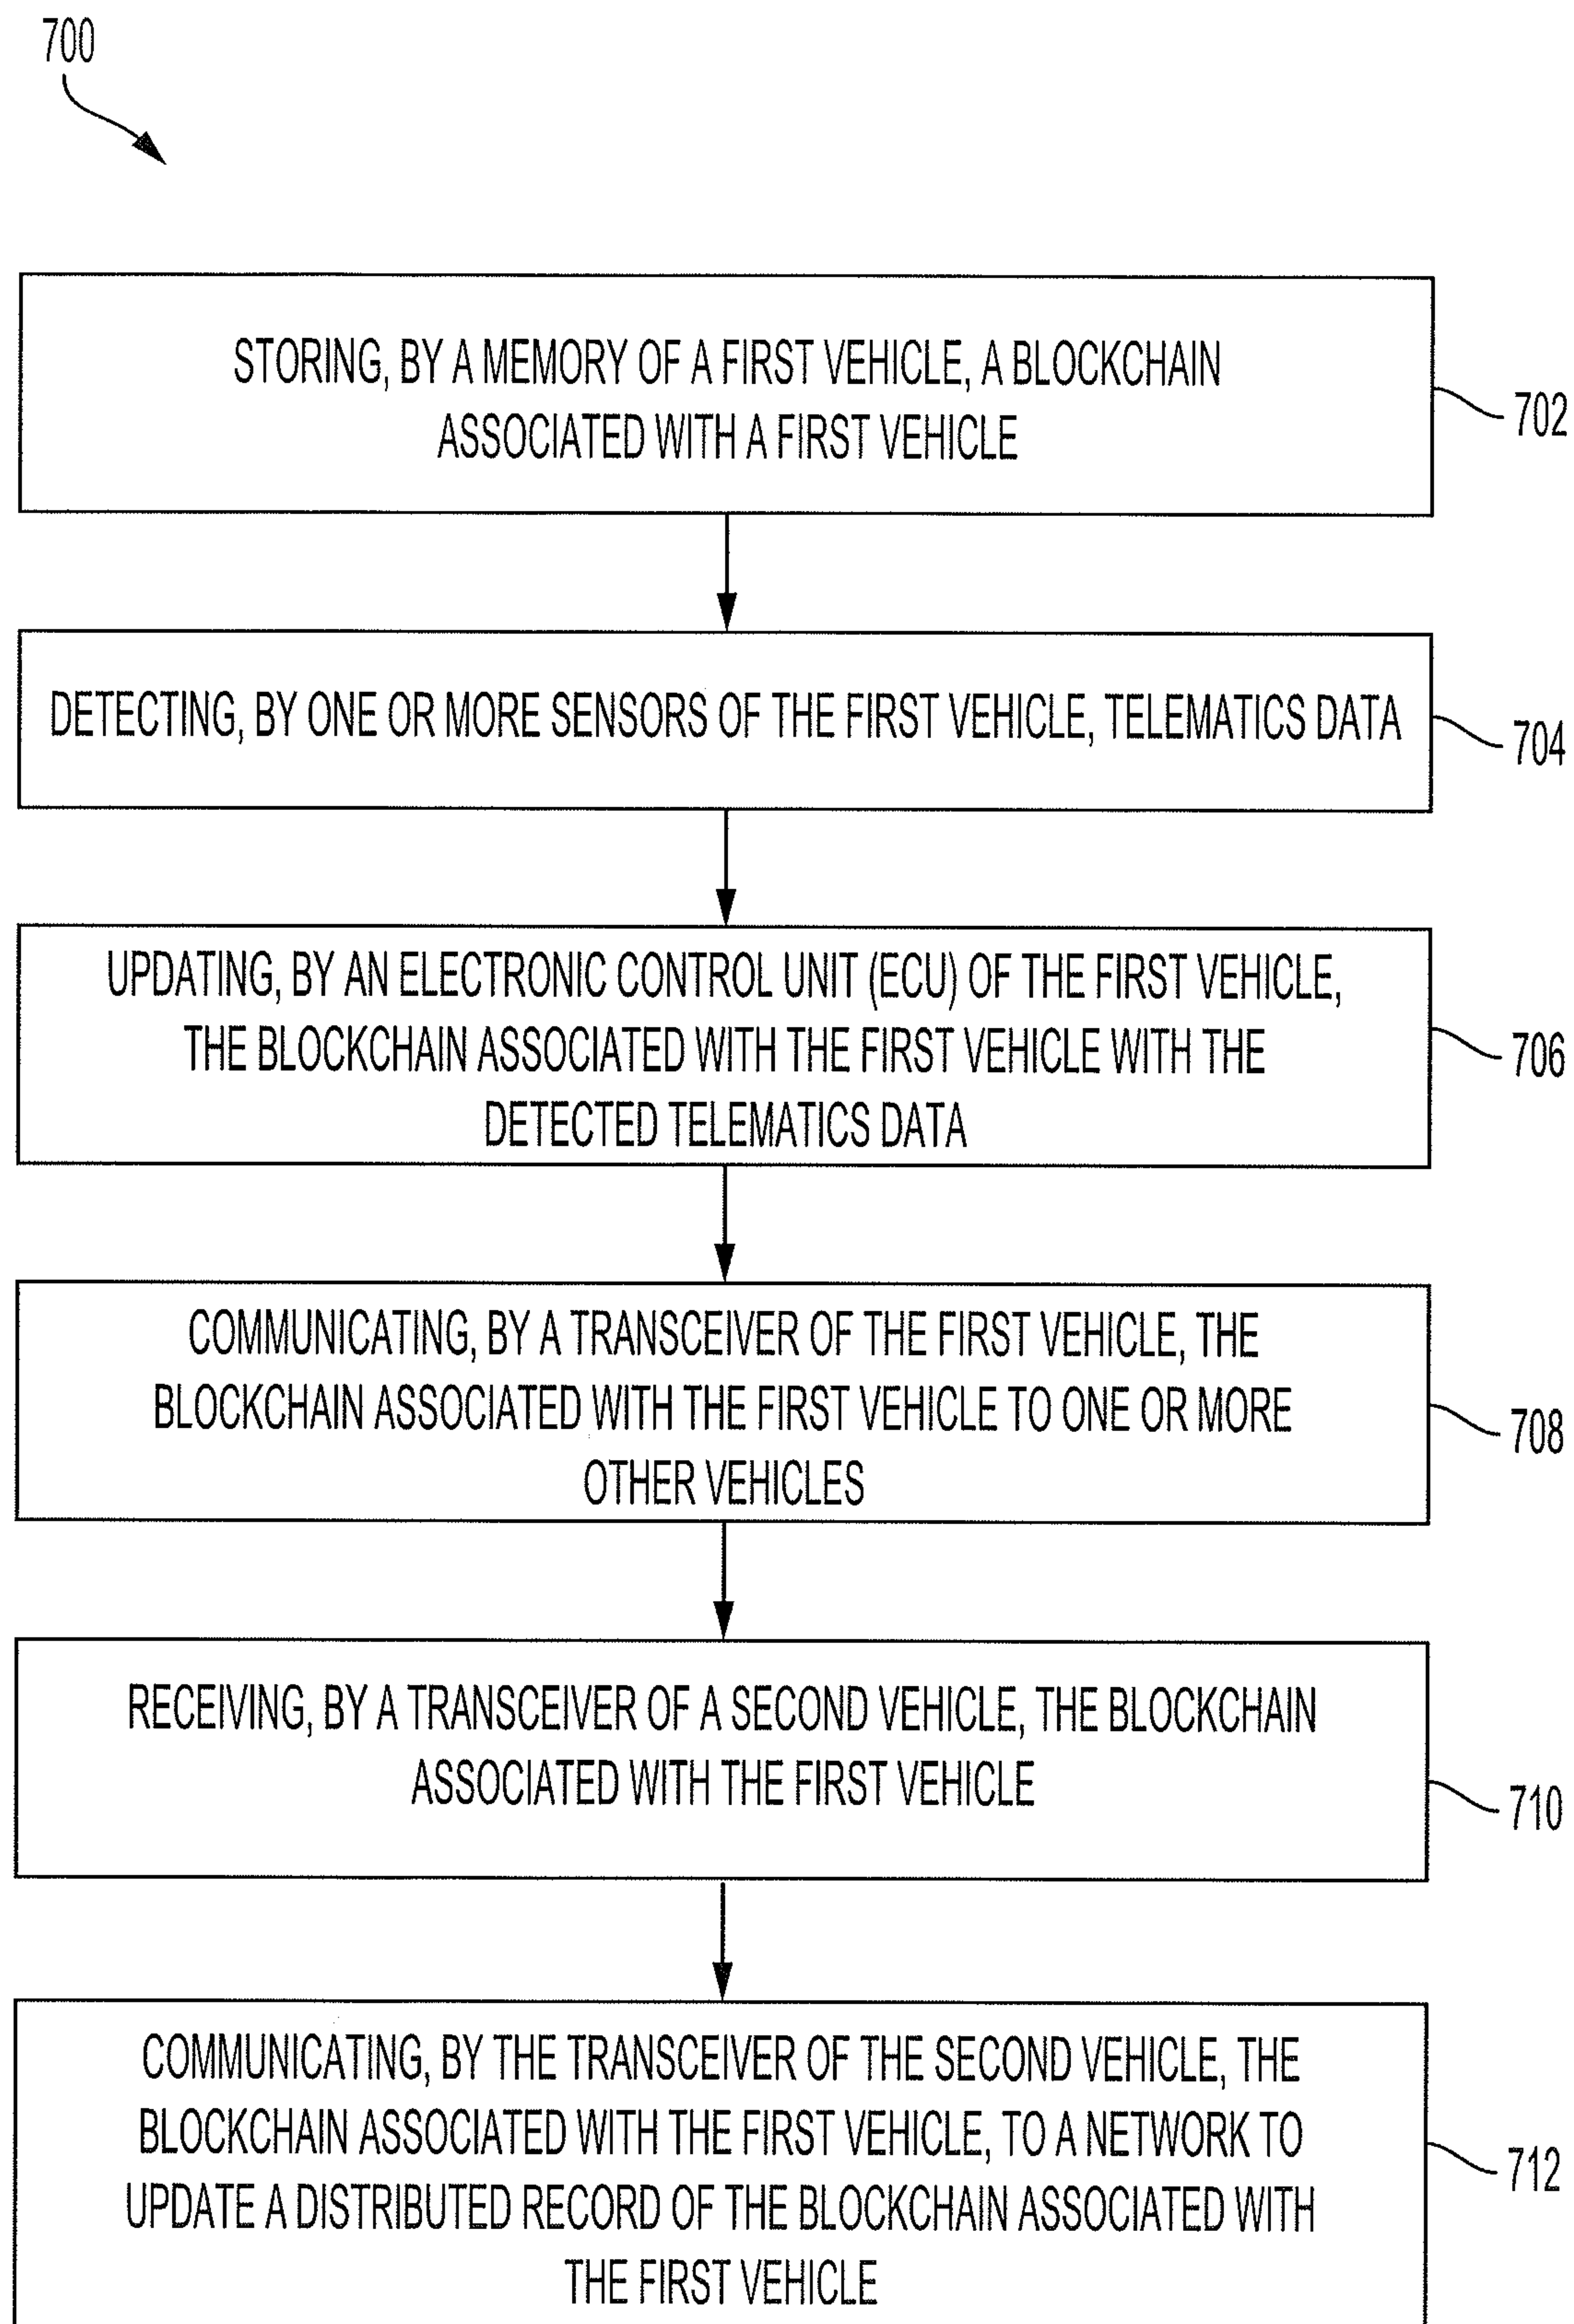 700
STORING, BY A MEMORY OF A FIRST VEHICLE, A BLOCKCHAIN
ASSOCIATED WITH A FIRST VEHICLE
702
DETECTING, BY ONE OR MORE SENSORS OF THE FIRST VEHICLE, TELEMATICS DATA
704
UPDATING, BY AN ELECTRONIC CONTROL UNIT (ECU) OF THE FIRST VEHICLE,
THE BLOCKCHAIN ASSOCIATED WITH THE FIRST VEHICLE WITH THE
DETECTED TELEMATICS DATA
706
COMMUNICATING, BY A TRANSCEIVER OF THE FIRST VEHICLE, THE
BLOCKCHAIN ASSOCIATED WITH THE FIRST VEHICLE TO ONE OR MORE
OTHER VEHICLES
708
RECEIVING, BY A TRANSCEIVER OF A SECOND VEHICLE, THE BLOCKCHAIN
ASSOCIATED WITH THE FIRST VEHICLE
710
COMMUNICATING, BY THE TRANSCEIVER OF THE SECOND VEHICLE, THE
BLOCKCHAIN ASSOCIATED WITH THE FIRST VEHICLE, TO A NETWORK TO
UPDATE A DISTRIBUTED RECORD OF THE BLOCKCHAIN ASSOCIATED WITH
THE FIRST VEHICLE
712